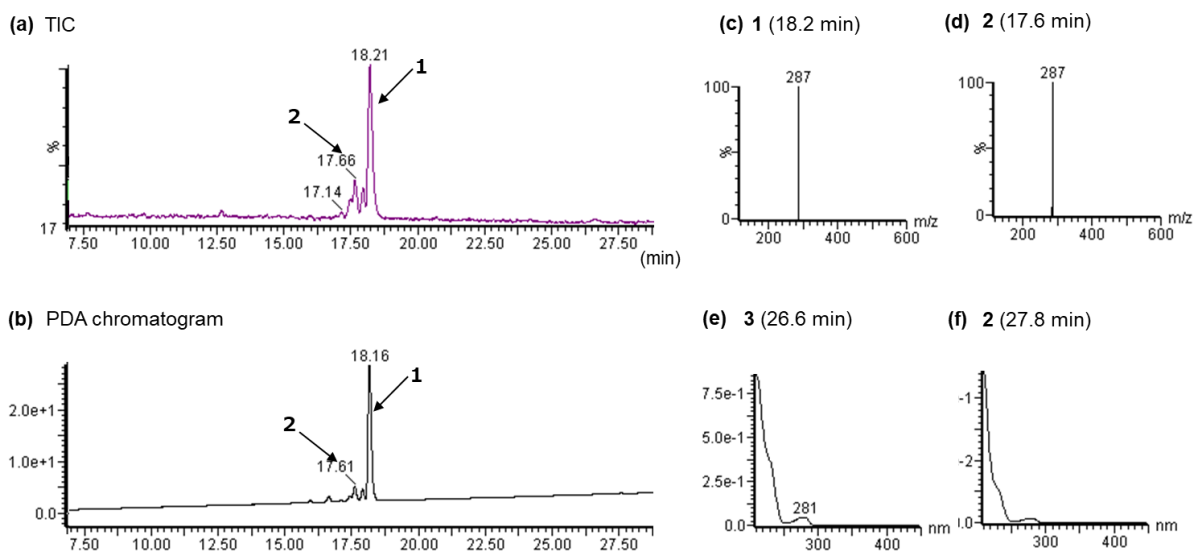 (a) TIC
18.21
1
2
17.66
17.14
%
17
7.50 10.00 12.50 15.00 17.50 20.00 22.50 25.00 27.50
(min)
(c) 1 (18.2 min)
287
100
%
0
200 400 600
m/z
(d) 2 (17.6 min)
287
100
%
0
200 400 600
m/z
(b) PDA chromatogram
18.16
1
2
17.61
2.0e+1
1.0e+1
0.0
7.50 10.00 12.50 15.00 17.50 20.00 22.50 25.00 27.50
(e) 3 (26.6 min)
7.5e-1
5.0e-1
2.5e-1
0.0
281
300 400
nm
(f) 2 (27.8 min)
-1
-2
1.0
300 400
nm